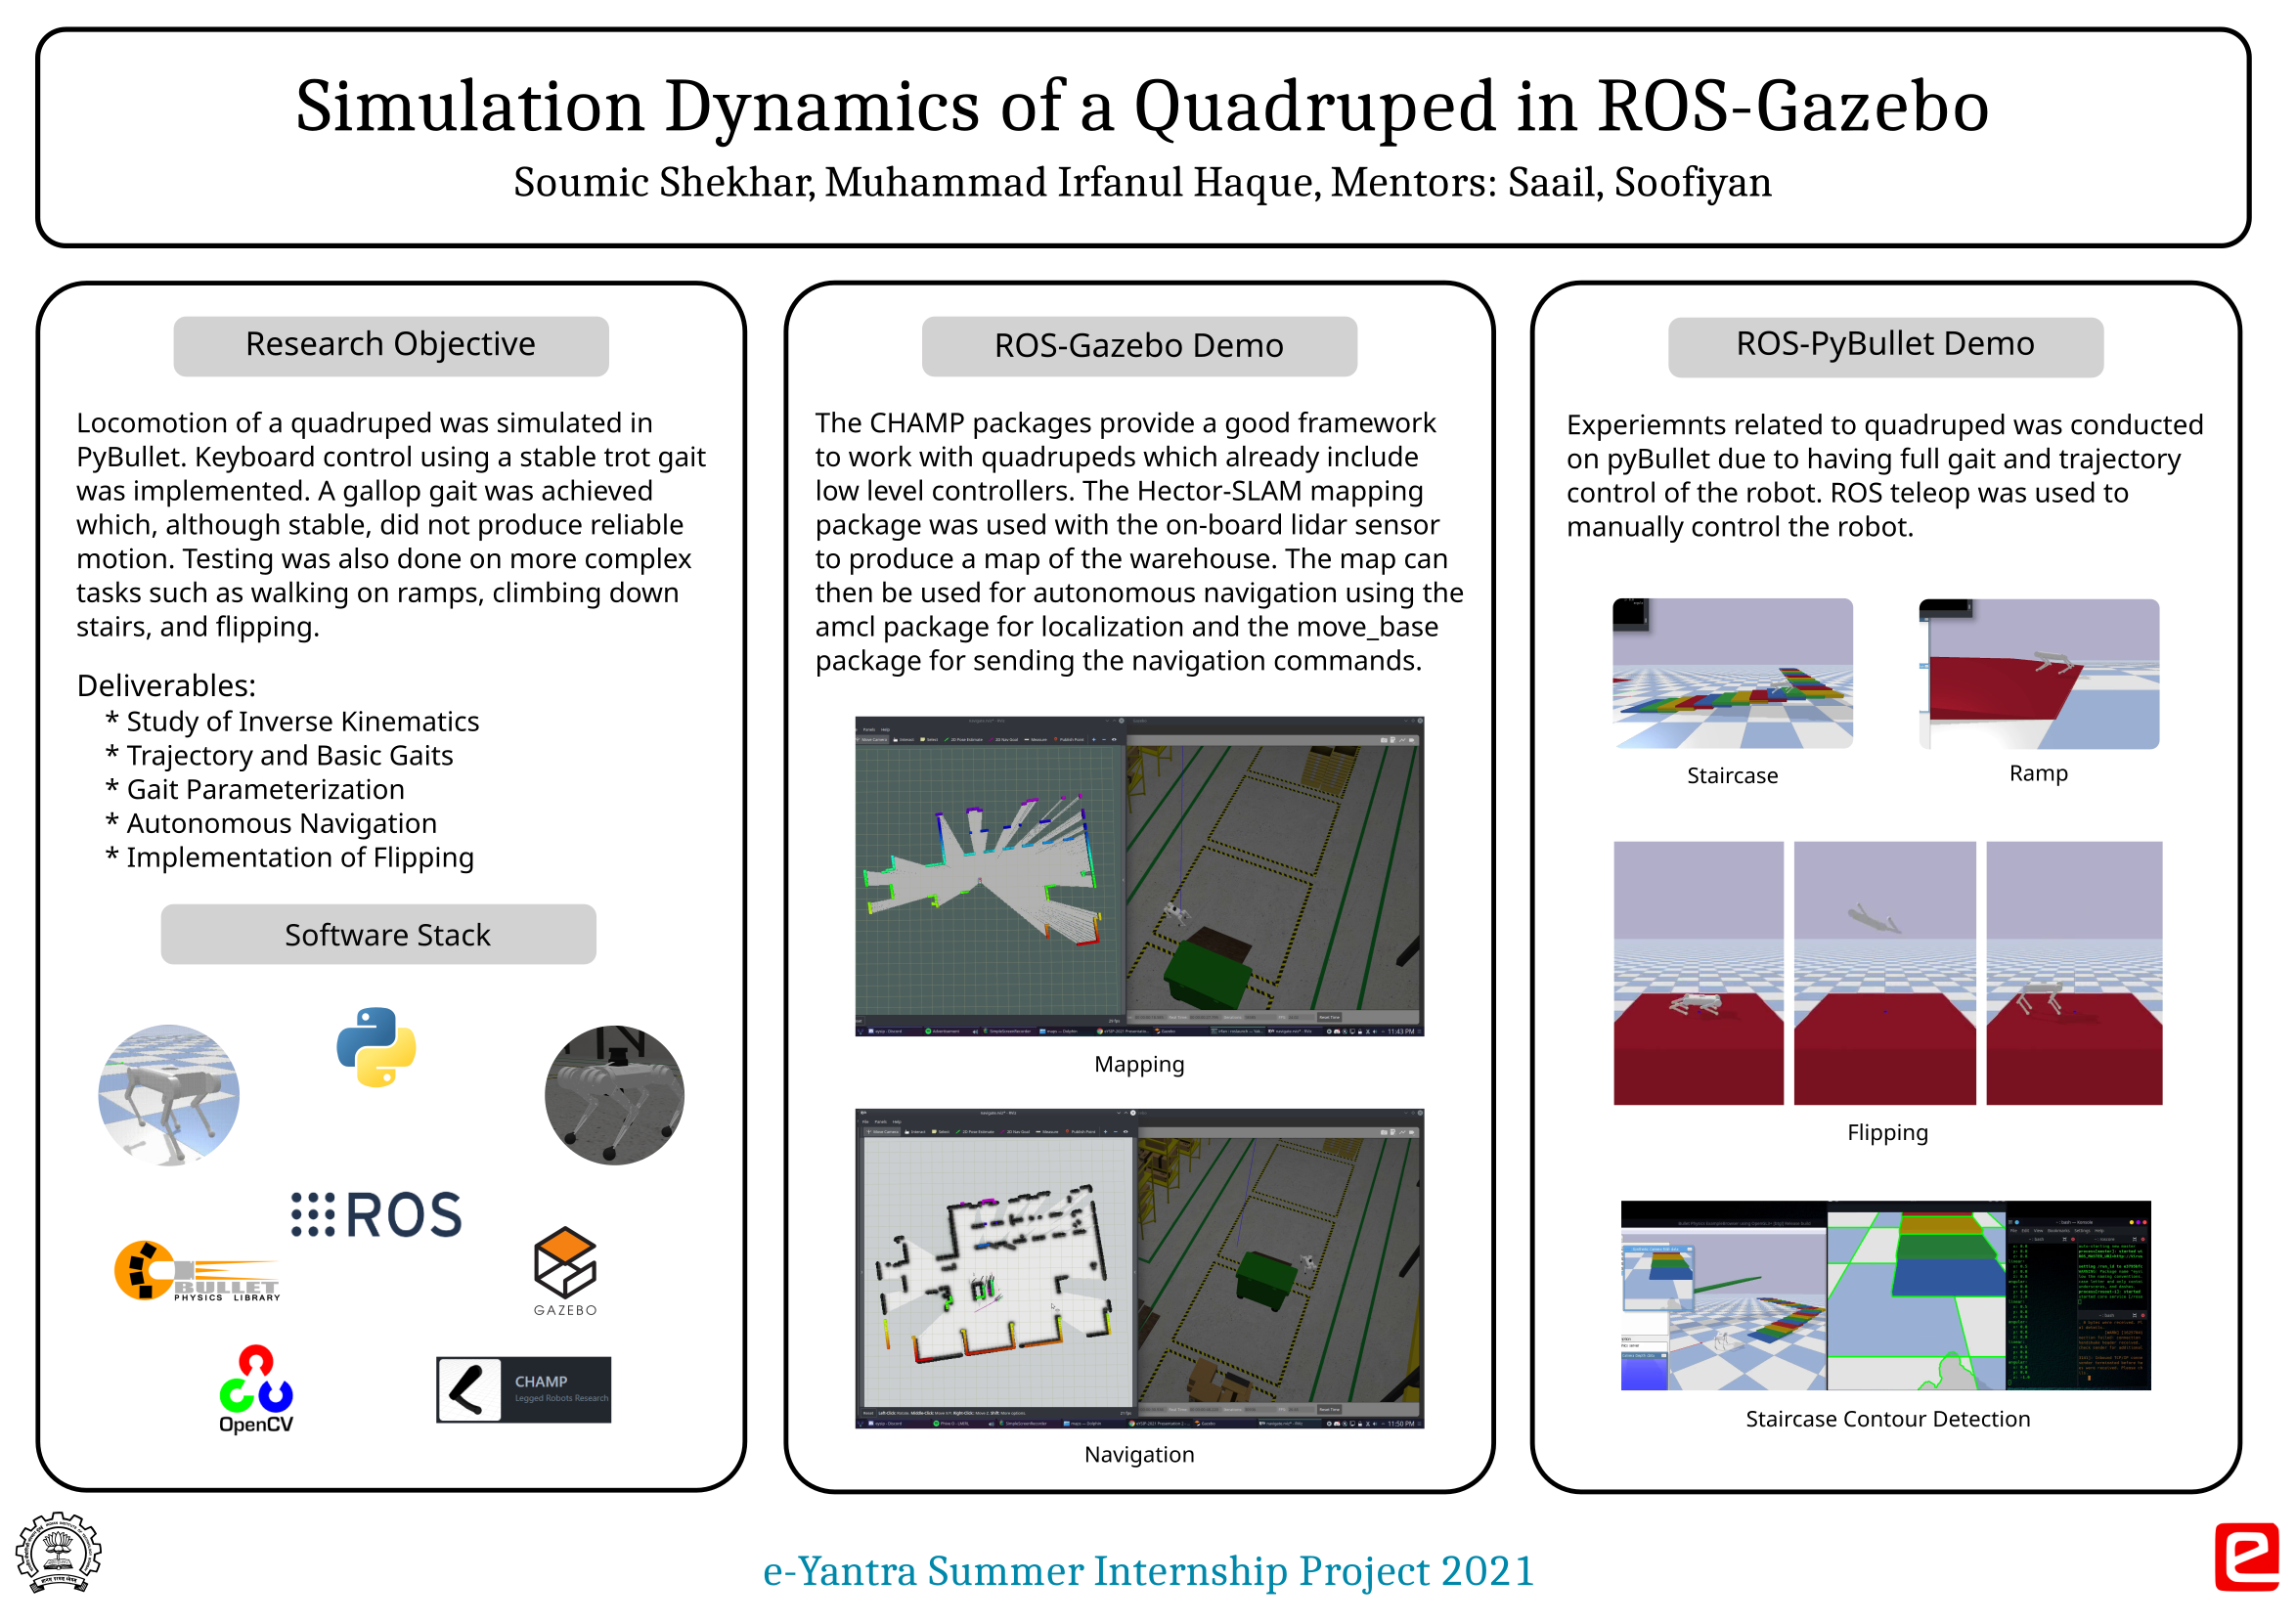 Simulation Dynamics of a Quadruped in ROS-Gazebo
Soumic Shekhar, Muhammad Irfanul Haque, Mentors: Saail, Soofiyan
Research Objective
Locomotion of a quadruped was simulated in
PyBullet. Keyboard control using a stable trot gait
was implemented. A gallop gait was achieved
which, although stable, did not produce reliable
motion. Testing was also done on more complex
tasks such as walking on ramps, climbing down
stairs, and flipping.
Deliverables:
* Study of Inverse Kinematics
* Trajectory and Basic Gaits
* Gait Parameterization
* Autonomous Navigation
* Implementation of Flipping
Software Stack
ROS
BULLET
PHYSICS LIBRARY
GAZEBO
OpenCV
CHAMP
Legged Robots Research
ROS-Gazebo Demo
The CHAMP packages provide a good framework
to work with quadrupeds which already include
low level controllers. The Hector-SLAM mapping
package was used with the on-board lidar sensor
to produce a map of the warehouse. The map can
then be used for autonomous navigation using the
amcl package for localization and the move_base
package for sending the navigation commands.
11:43 PM
Mapping
11:50 PM
Navigation
ROS-PyBullet Demo
Experiemnts related to quadruped was conducted
on pyBullet due to having full gait and trajectory
control of the robot. ROS teleop was used to
manually control the robot.
Staircase
Ramp
Flipping
Staircase Contour Detection
e-Yantra Summer Internship Project 2021